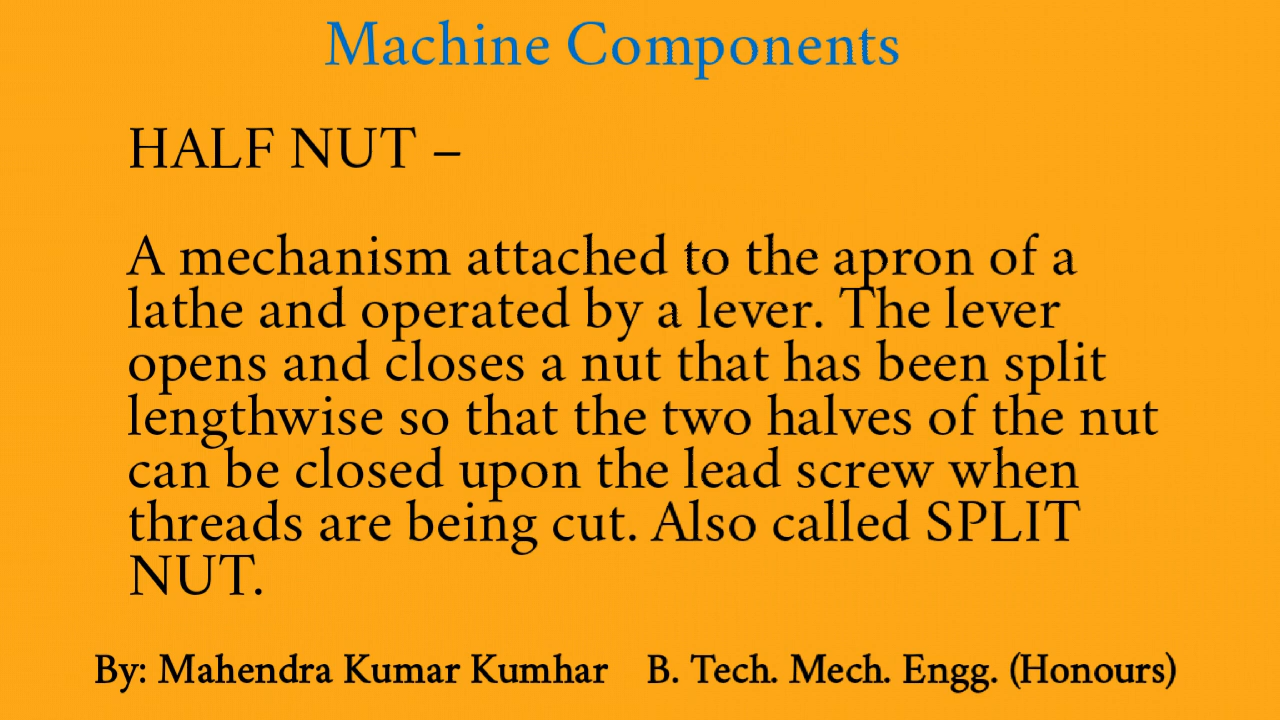 Machine Components
HALF NUT –
A mechanism attached to the apron of a
lathe and operated by a lever. The lever
opens and closes a nut that has been split
lengthwise so that the two halves of the nut
can be closed upon the lead screw when
threads are being cut. Also called SPLIT
NUT.
By: Mahendra Kumar Kumhar B. Tech. Mech. Engg. (Honours)